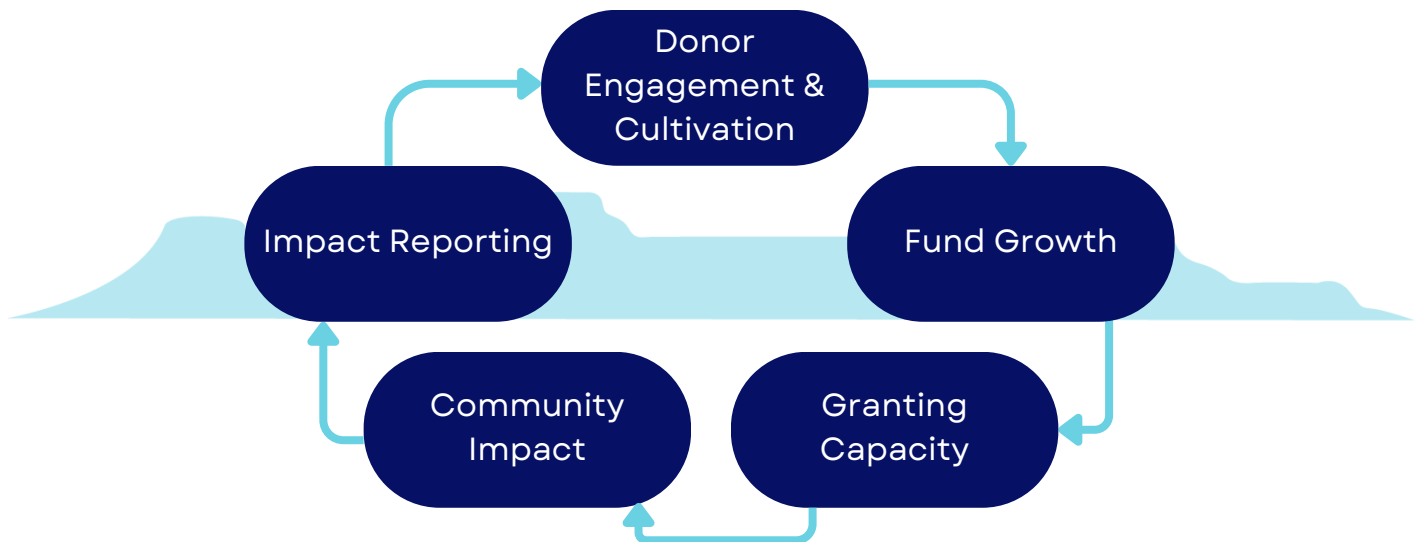 Donor
Engagement &
Cultivation
Impact Reporting
Fund Growth
Community
Impact
Granting
Capacity